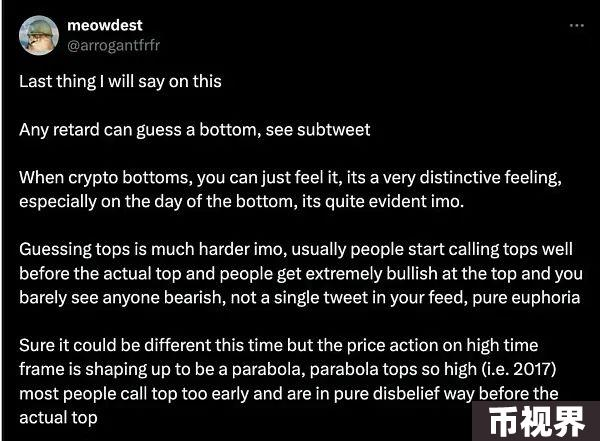 meowdest
@arrogantfrfr
Last thing I will say on this
Any retard can guess a bottom, see subtweet
When crypto bottoms, you can just feel it, its a very distinctive feeling,
especially on the day of the bottom, its quite evident imo.
Guessing tops is much harder imo, usually people start calling tops well
before the actual top and people get extremely bullish at the top and you
barely see anyone bearish, not a single tweet in your feed, pure euphoria
Sure it could be different this time but the price action on high time
frame is shaping up to be a parabola, parabola tops so high (i.e. 2017)
most people call top too early and are in pure disbelief way before the
actual top
币视界